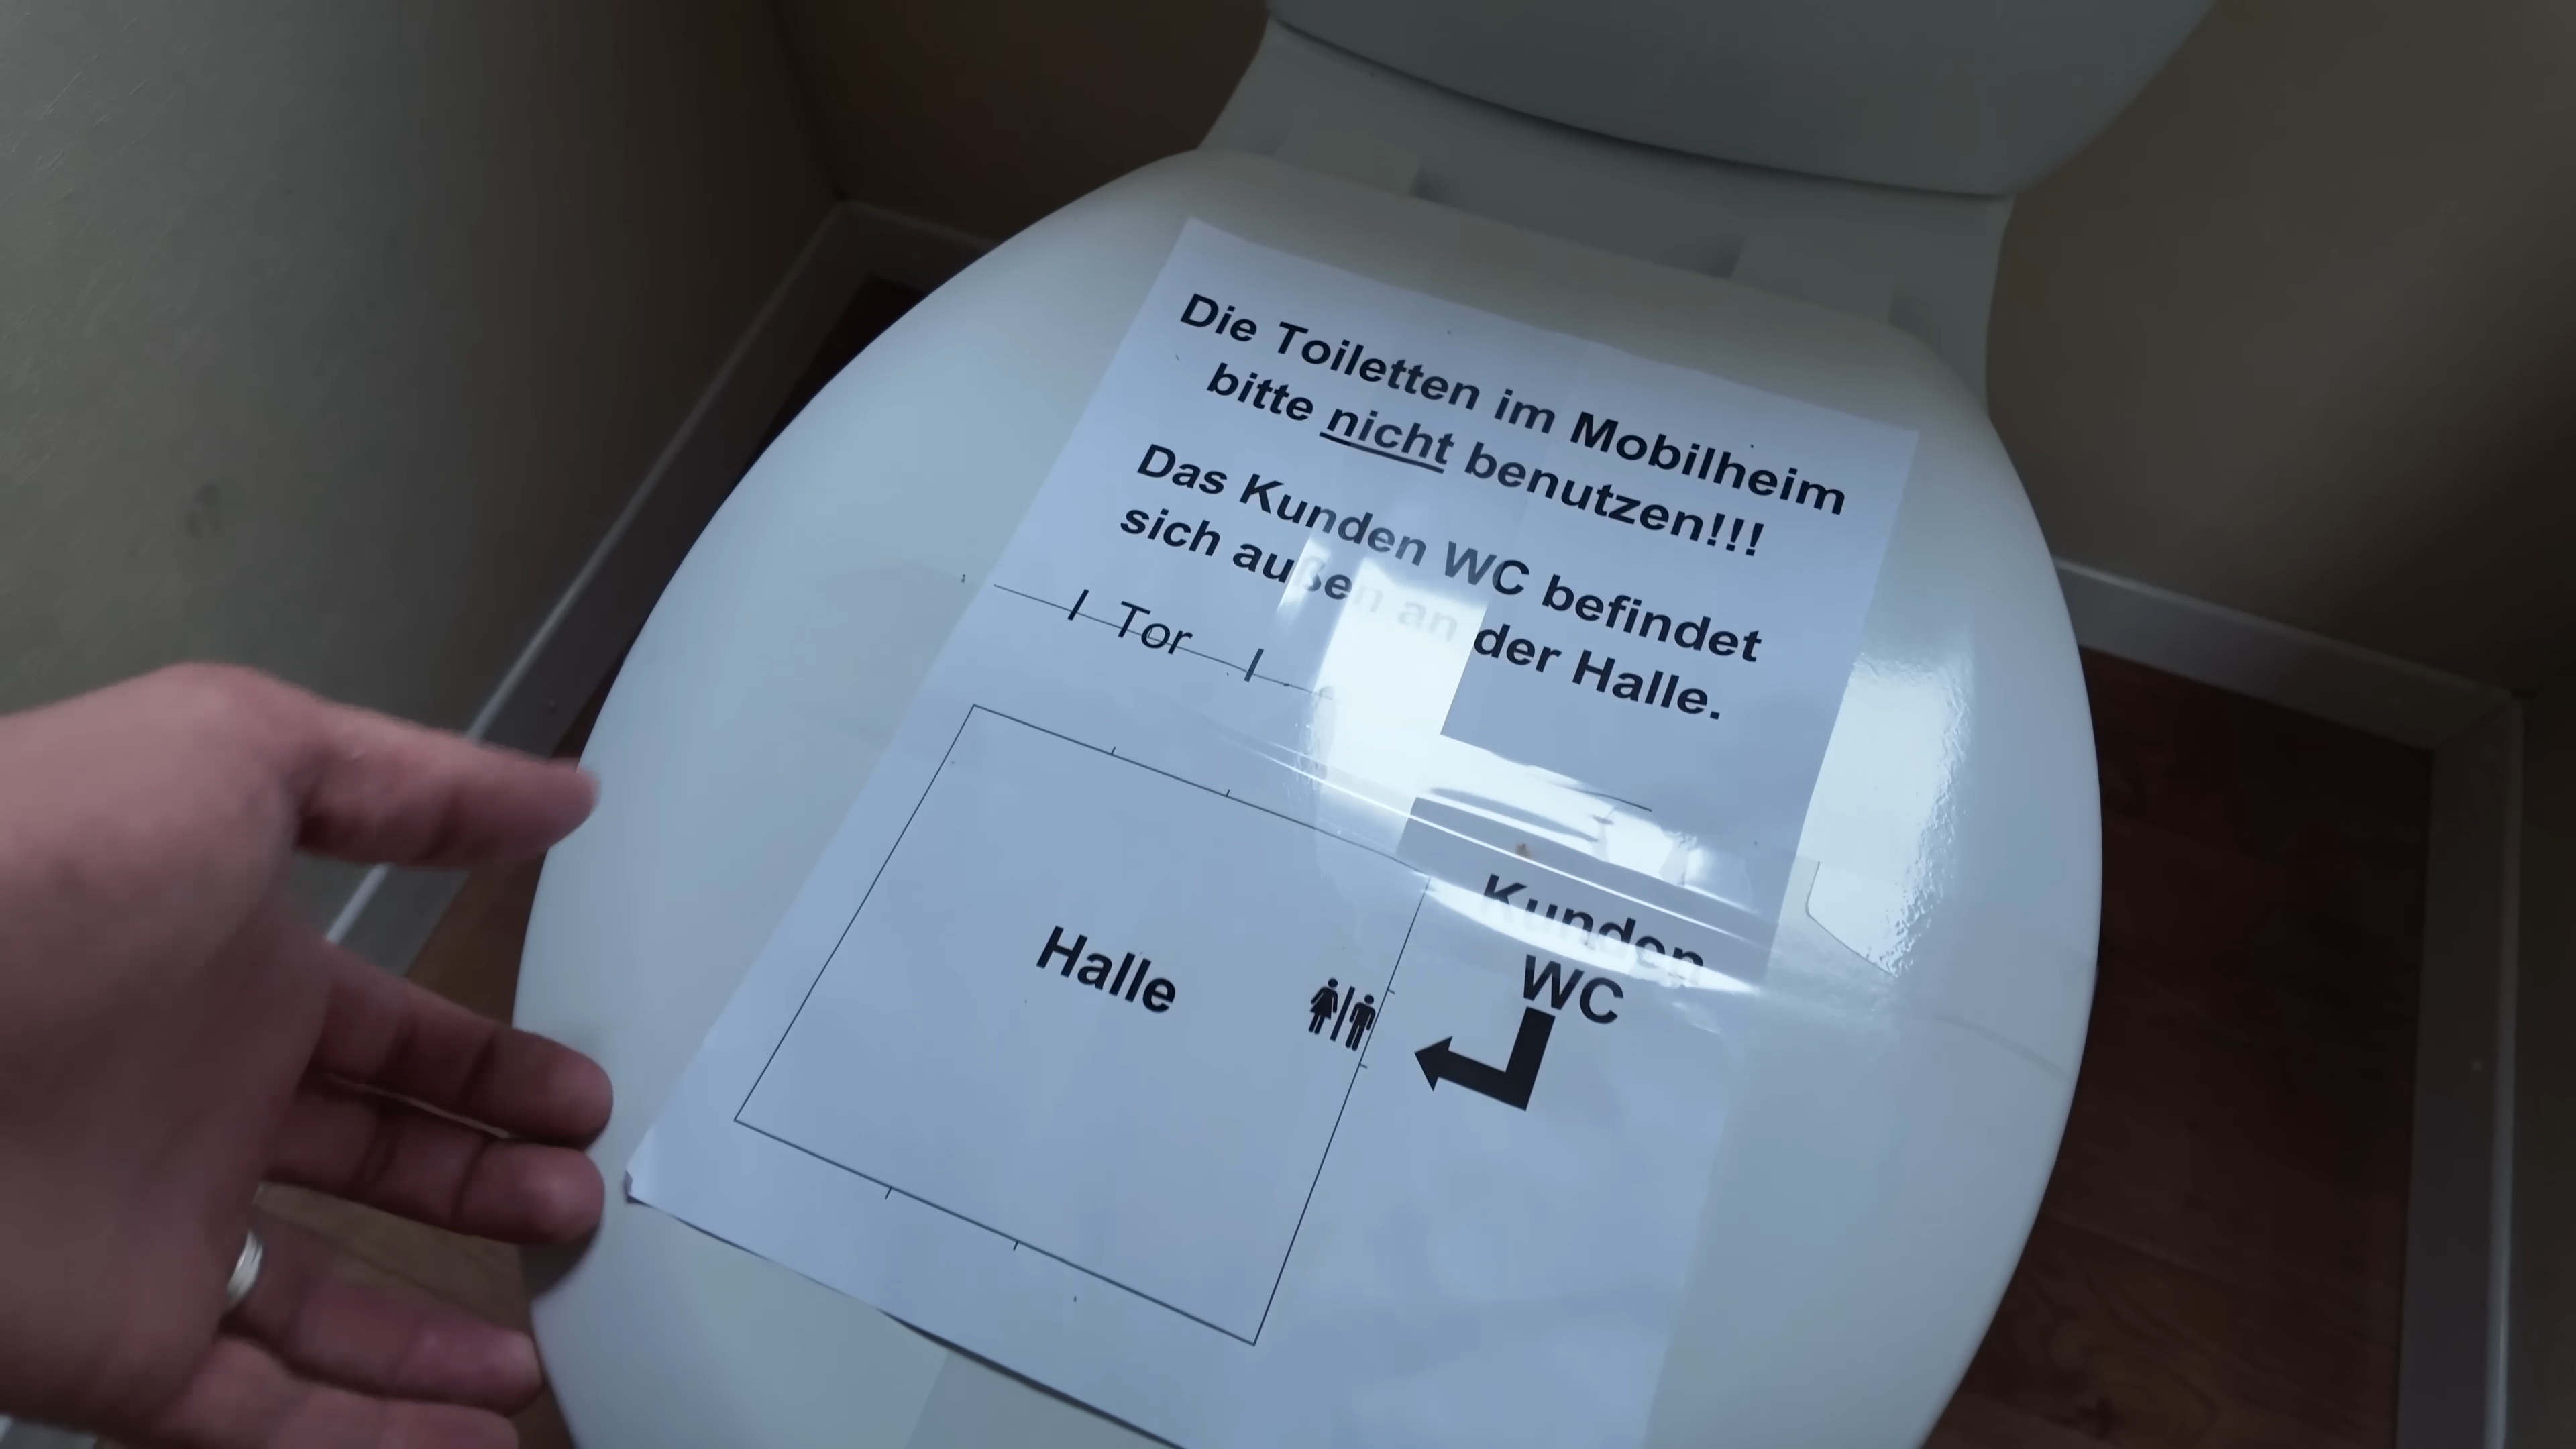 Die Toiletten im Mobilheim
bitte nicht benutzen!!!
Das Kunden WC befindet
sich außen an der Halle.
Tor
Kunden
WC
Halle